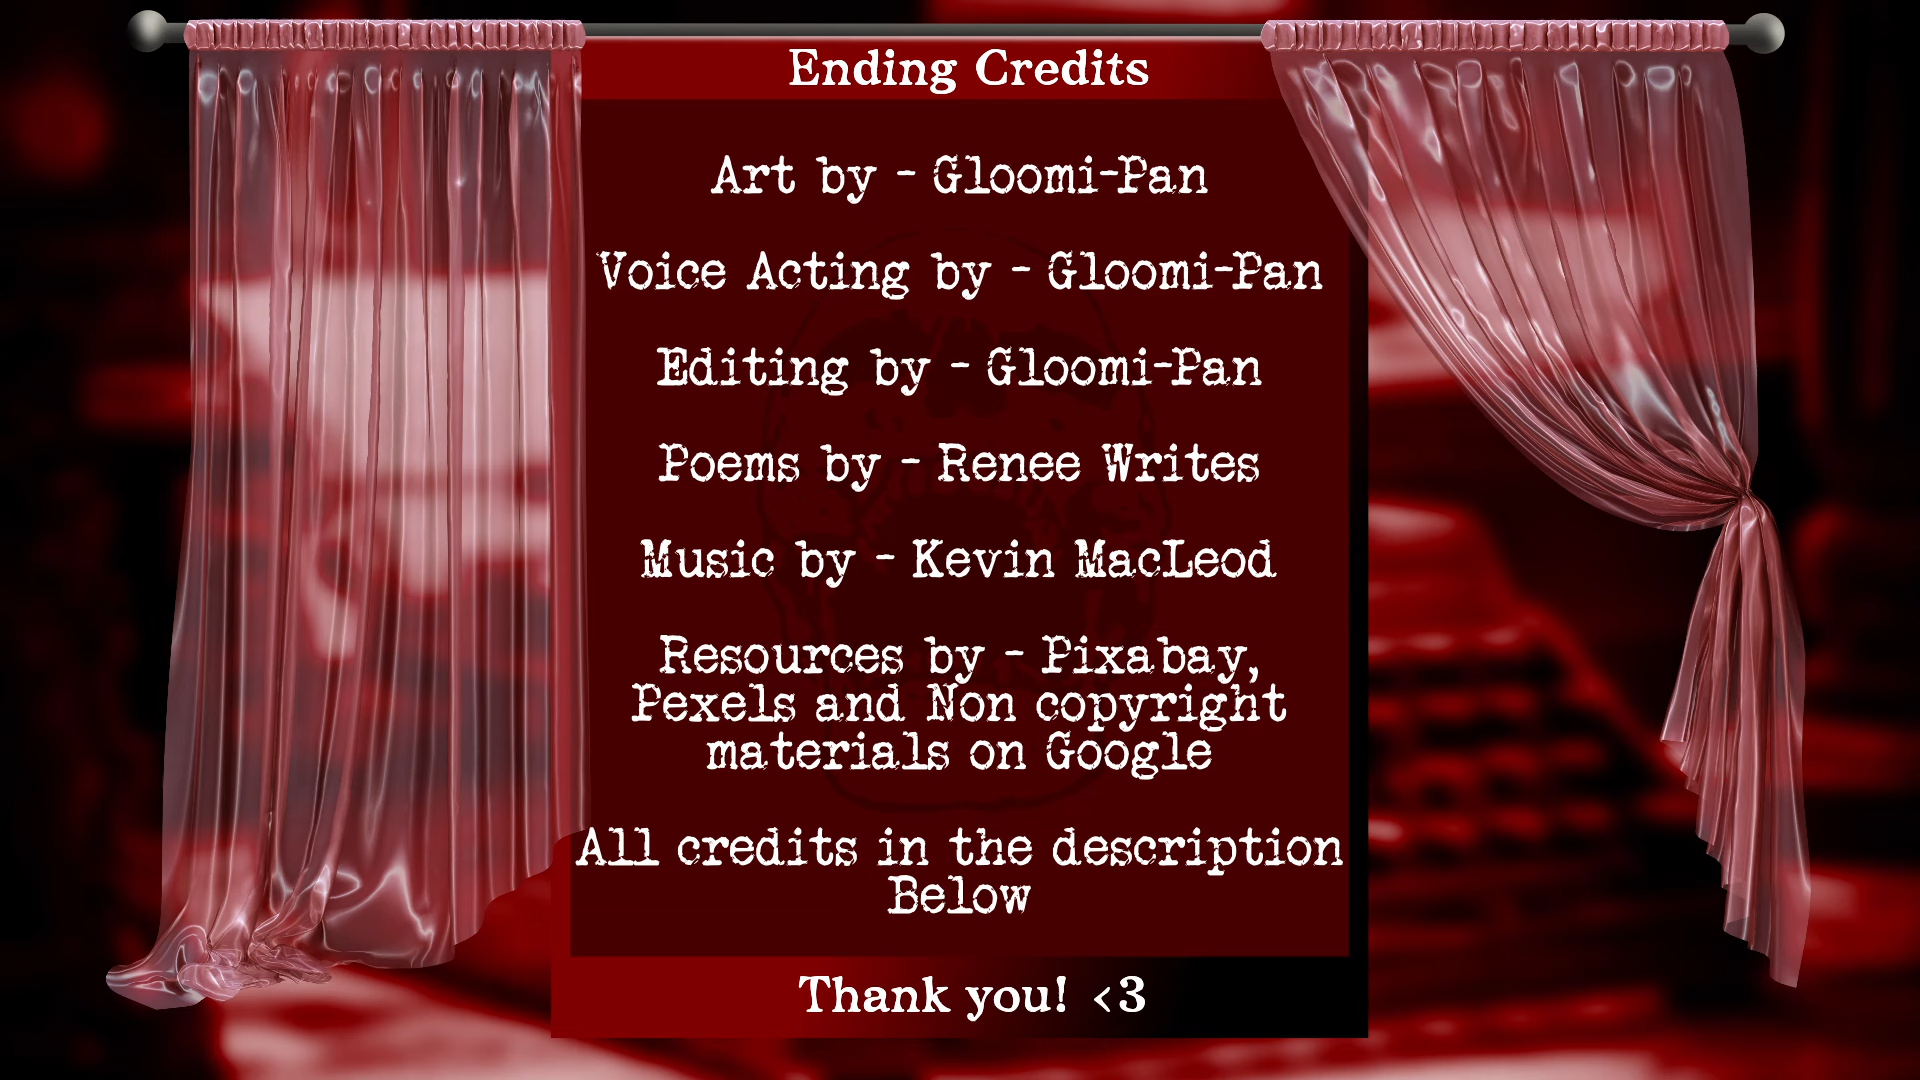 Ending Credits
Art by - Gloomi-Pan
Voice Acting by - Gloomi-Pan
Editing by - Gloomi-Pan
Poems by - Renee Writes
Music by - Kevin MacLeod
Resources by - Pixabay,
Pexels and Non copyright
materials on Google
All credits in the description
Below
Thank you! <3